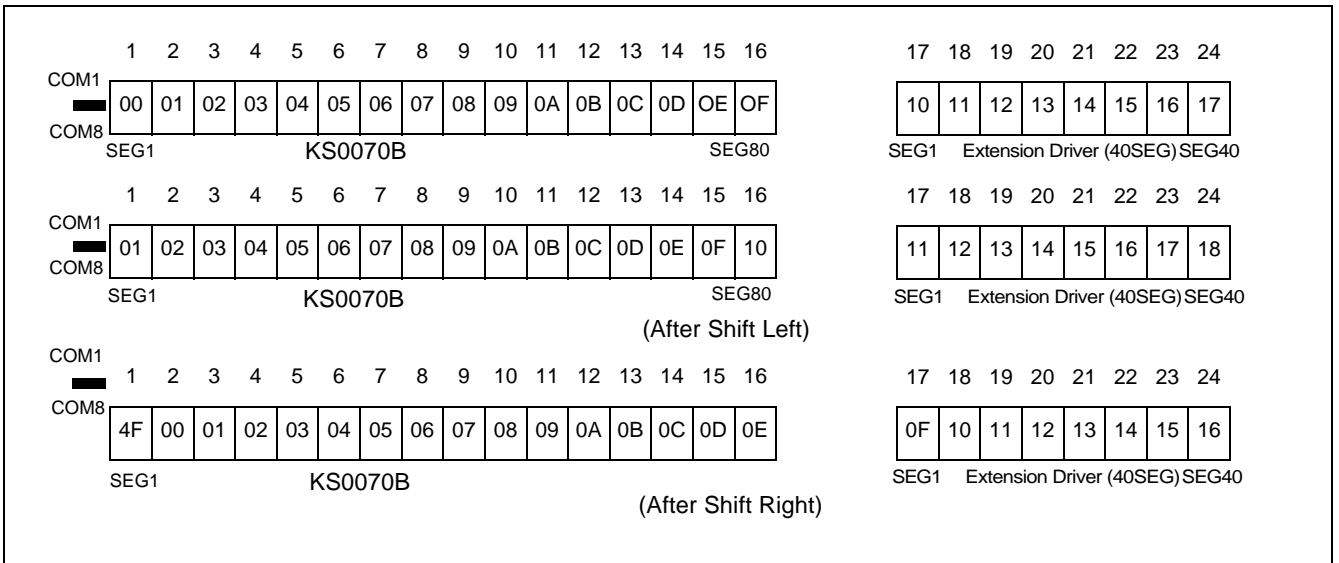 1 2 3 4 5 6 7 8 9 10 11 12 13 14 15 16 17 18 19 20 21 22 23 24
COM1
00 01 02 03 04 05 06 07 08 09 0A 0B 0C 0D OE OF 10 11 12 13 14 15 16 17
COM8
SEG1 KS0070B SEG80 SEG1 Extension Driver (40SEG) SEG40
1 2 3 4 5 6 7 8 9 10 11 12 13 14 15 16 17 18 19 20 21 22 23 24
COM1
01 02 03 04 05 06 07 08 09 0A 0B 0C 0D 0E 0F 10 11 12 13 14 15 16 17 18
COM8
SEG1 KS0070B SEG80 SEG1 Extension Driver (40SEG) SEG40
(After Shift Left)
COM1
1 2 3 4 5 6 7 8 9 10 11 12 13 14 15 16 17 18 19 20 21 22 23 24
COM8
4F 00 01 02 03 04 05 06 07 08 09 0A 0B 0C 0D 0E 0F 10 11 12 13 14 15 16
SEG1 KS0070B SEG1 Extension Driver (40SEG) SEG40
(After Shift Right)